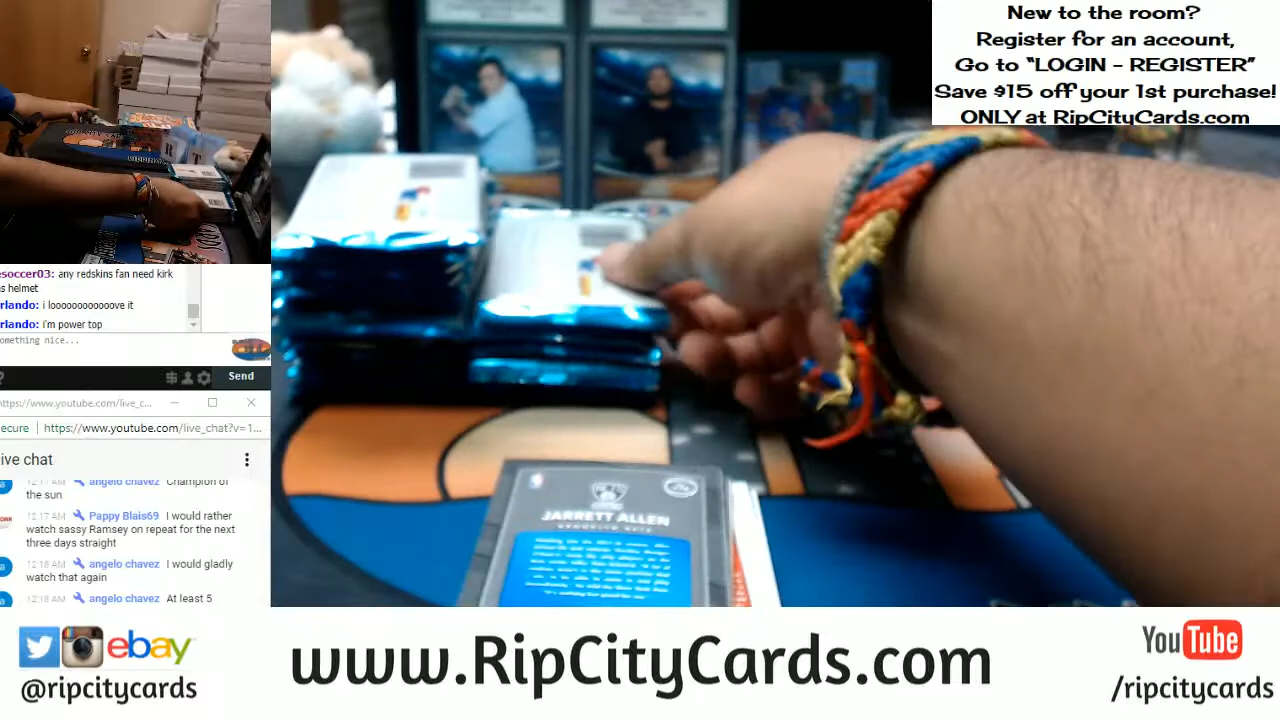 New to the room?
Register for an account,
Go to "LOGIN - REGISTER"
Save $15 off your 1st purchase!
ONLY at RipCityCards.com
esoccer03: any redskins fan need kirk
as helmet
rlando: i looooooooooove it
rlando: i'm power top
omething nice...
Send
https://www.youtube.com/live_c...
ecure | https://www.youtube.com/live_chat?v=1...
ive chat
12:17 AM angelo chavez Champion of
the sun
12:17 AM Pappy Blais69 I would rather
watch sassy Ramsey on repeat for the next
three days straight
12:18 AM angelo chavez I would gladly
watch that again
12:18 AM angelo chavez At least 5
JARRETT ALLEN
BROOKLYN NETS
ebay
@ripcitycards
www.RipCityCards.com
YouTube
/ripcitycards